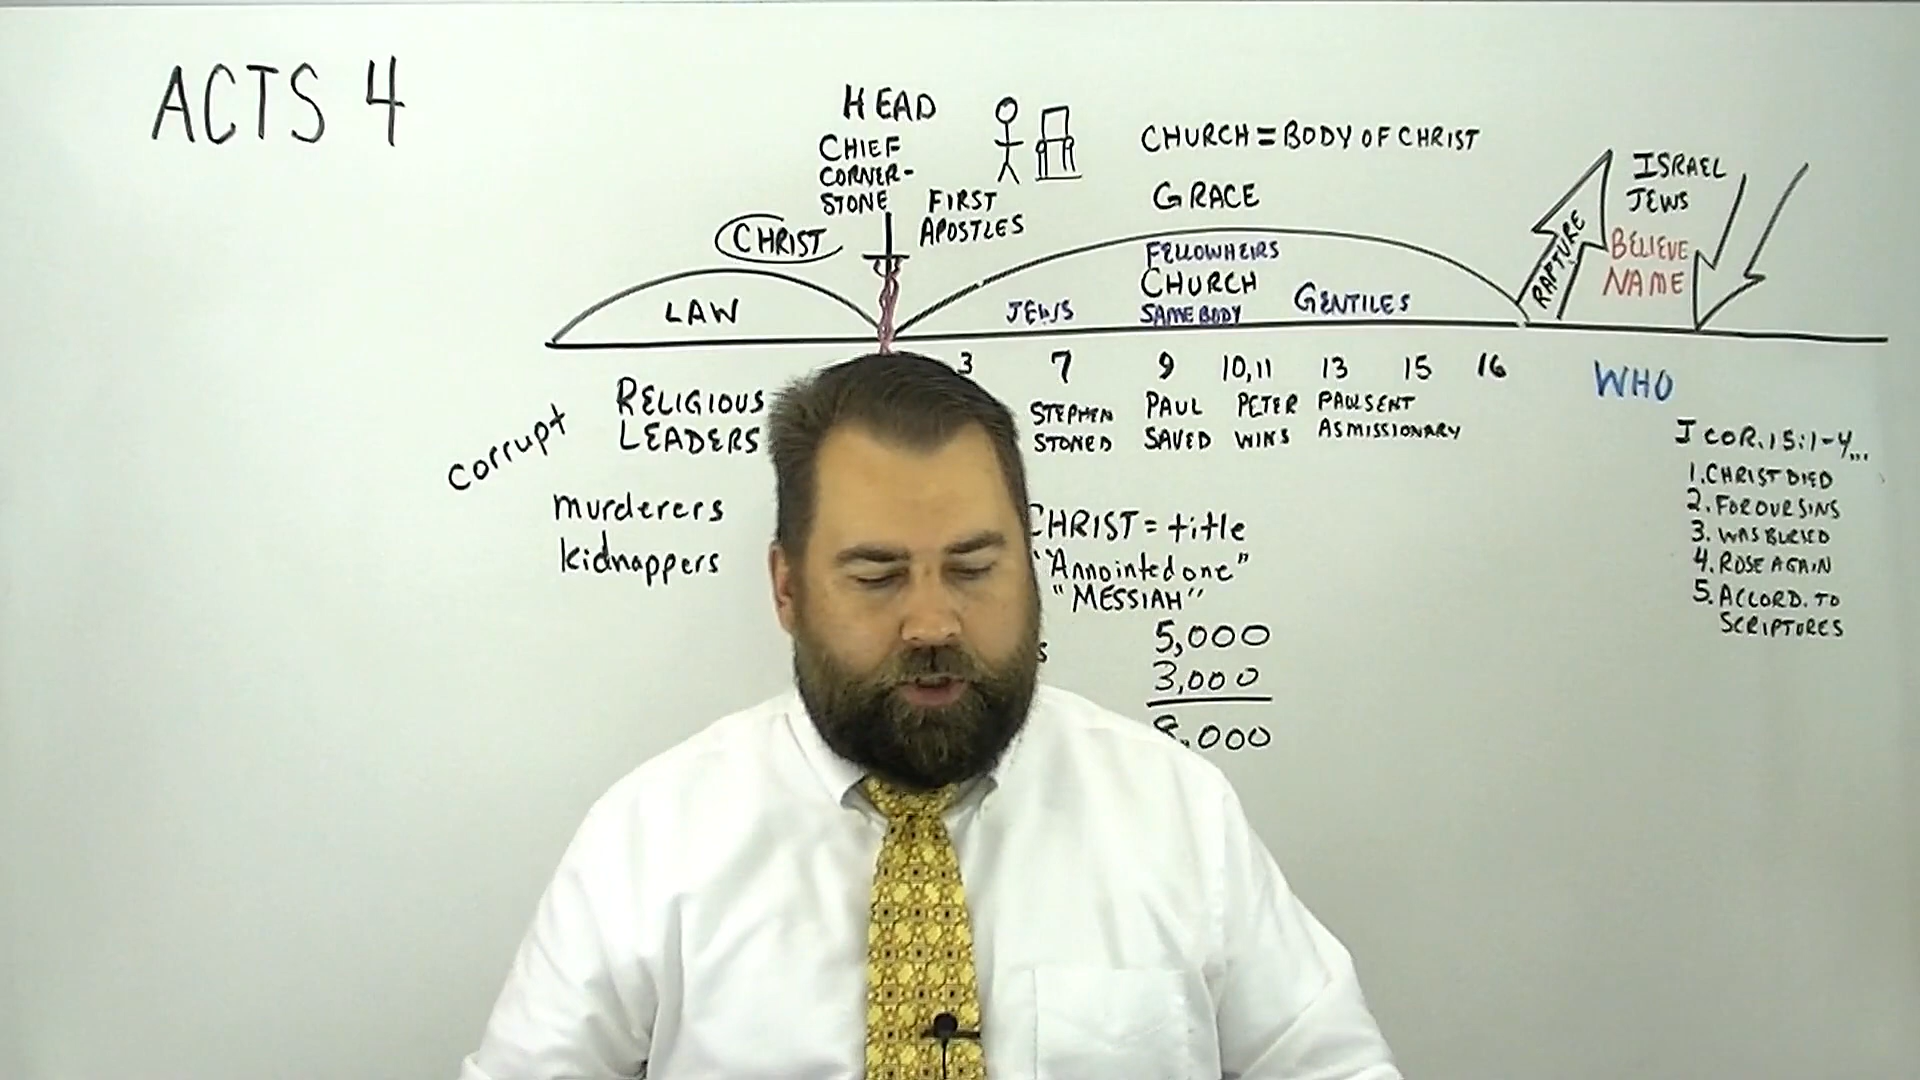 ACTS 4
HEAD
CHIEF
CORNER-
STONE
FIRST
APOSTLES
CHRIST
LAW
CHURCH = BODY OF CHRIST
GRACE
FELLOWHEIRS
CHURCH
SAME BODY
JEWS
GENTILES
RAPTURE
ISRAEL
JEWS
BELIEVE
NAME
3 7 9 10,11 13 15 16
STEPHEN
STONED
PAUL
SAVED
PETER
WINS
PAUL SENT
AS MISSIONARY
corrupt
RELIGIOUS
LEADERS
murderers
kidnappers
CHRIST = title
"Annointed one"
"MESSIAH"
s
5,000
3,000
8,000
WHO
I COR. 15:1-4...
1. CHRIST DIED
2. FOR OUR SINS
3. WAS BURIED
4. ROSE AGAIN
5. ACCORD. TO
SCRIPTURES